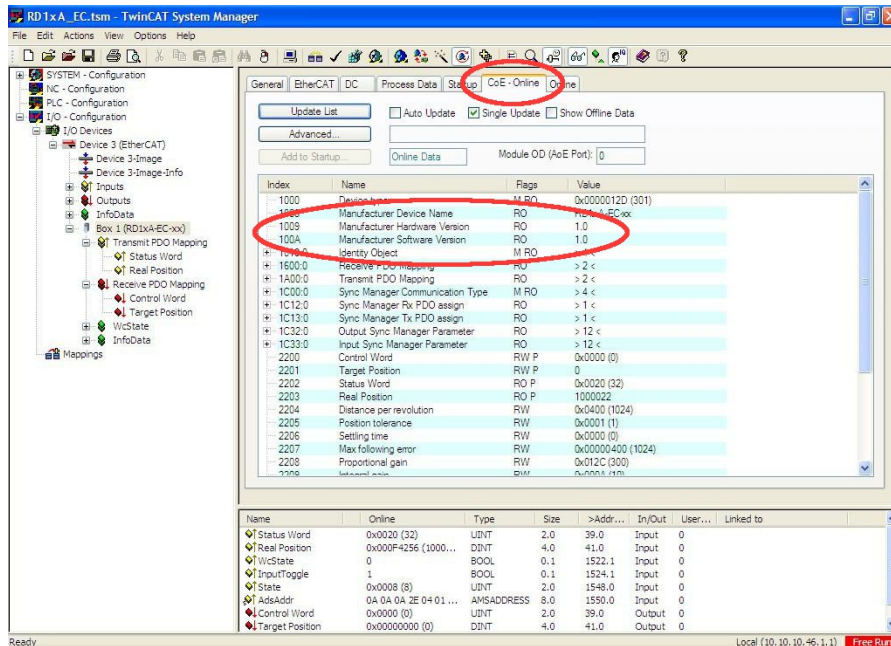 RD1xA_EC.tsm - TwinCAT System Manager
File Edit Actions View Options Help
SYSTEM - Configuration
NC - Configuration
PLC - Configuration
I/O - Configuration
I/O Devices
Device 3 (EtherCAT)
Device 3-Image
Device 3-Image-Info
Inputs
Outputs
InfoData
Box 1 (RD1xA-EC-xx)
Transmit PDO Mapping
Status Word
Real Position
Receive PDO Mapping
Control Word
Target Position
WcState
InfoData
Mappings
General EtherCAT DC Process Data Startup CoE - Online Online
Update List Auto Update Single Update Show Offline Data
Advanced...
Add to Startup... Online Data Module OD (AoE Port): 0
Index Name Flags Value
1000 Device type M RO 0x0000012D (301)
1008 Manufacturer Device Name RO RD1xA-EC-xx
1009 Manufacturer Hardware Version RO 1.0
100A Manufacturer Software Version RO 1.0
1018:0 Identity Object M RO > 4 <
1600:0 Receive PDO Mapping RO > 2 <
1A00:0 Transmit PDO Mapping RO > 2 <
1C00:0 Sync Manager Communication Type M RO > 4 <
1C12:0 Sync Manager Rx PDO assign RO > 1 <
1C13:0 Sync Manager Tx PDO assign RO > 1 <
1C32:0 Output Sync Manager Parameter RO > 12 <
1C33:0 Input Sync Manager Parameter RO > 12 <
2200 Control Word RW P 0x0000 (0)
2201 Target Position RW P 0
2202 Status Word RO P 0x0020 (32)
2203 Real Position RO P 1000022
2204 Distance per revolution RW 0x0400 (1024)
2205 Position tolerance RW 0x0001 (1)
2206 Settling time RW 0x0000 (0)
2207 Max following error RW 0x00000400 (1024)
2208 Proportional gain RW 0x012C (300)
2209 Integral gain RW 0x000A (10)
Name Online Type Size >Addr... In/Out User... Linked to
Status Word 0x0020 (32) UINT 2.0 39.0 Input 0
Real Position 0x000F4256 (1000... DINT 4.0 41.0 Input 0
WcState 0 BOOL 0.1 1522.1 Input 0
InputToggle 1 BOOL 0.1 1524.1 Input 0
State 0x0008 (8) UINT 2.0 1548.0 Input 0
AdsAddr 0A 0A 0A 2E 04 01 ... AMSADDRESS 8.0 1550.0 Input 0
Control Word 0x0000 (0) UINT 2.0 39.0 Output 0
Target Position 0x00000000 (0) DINT 4.0 41.0 Output 0
Ready Local (10.10.10.46.1.1) Free Run